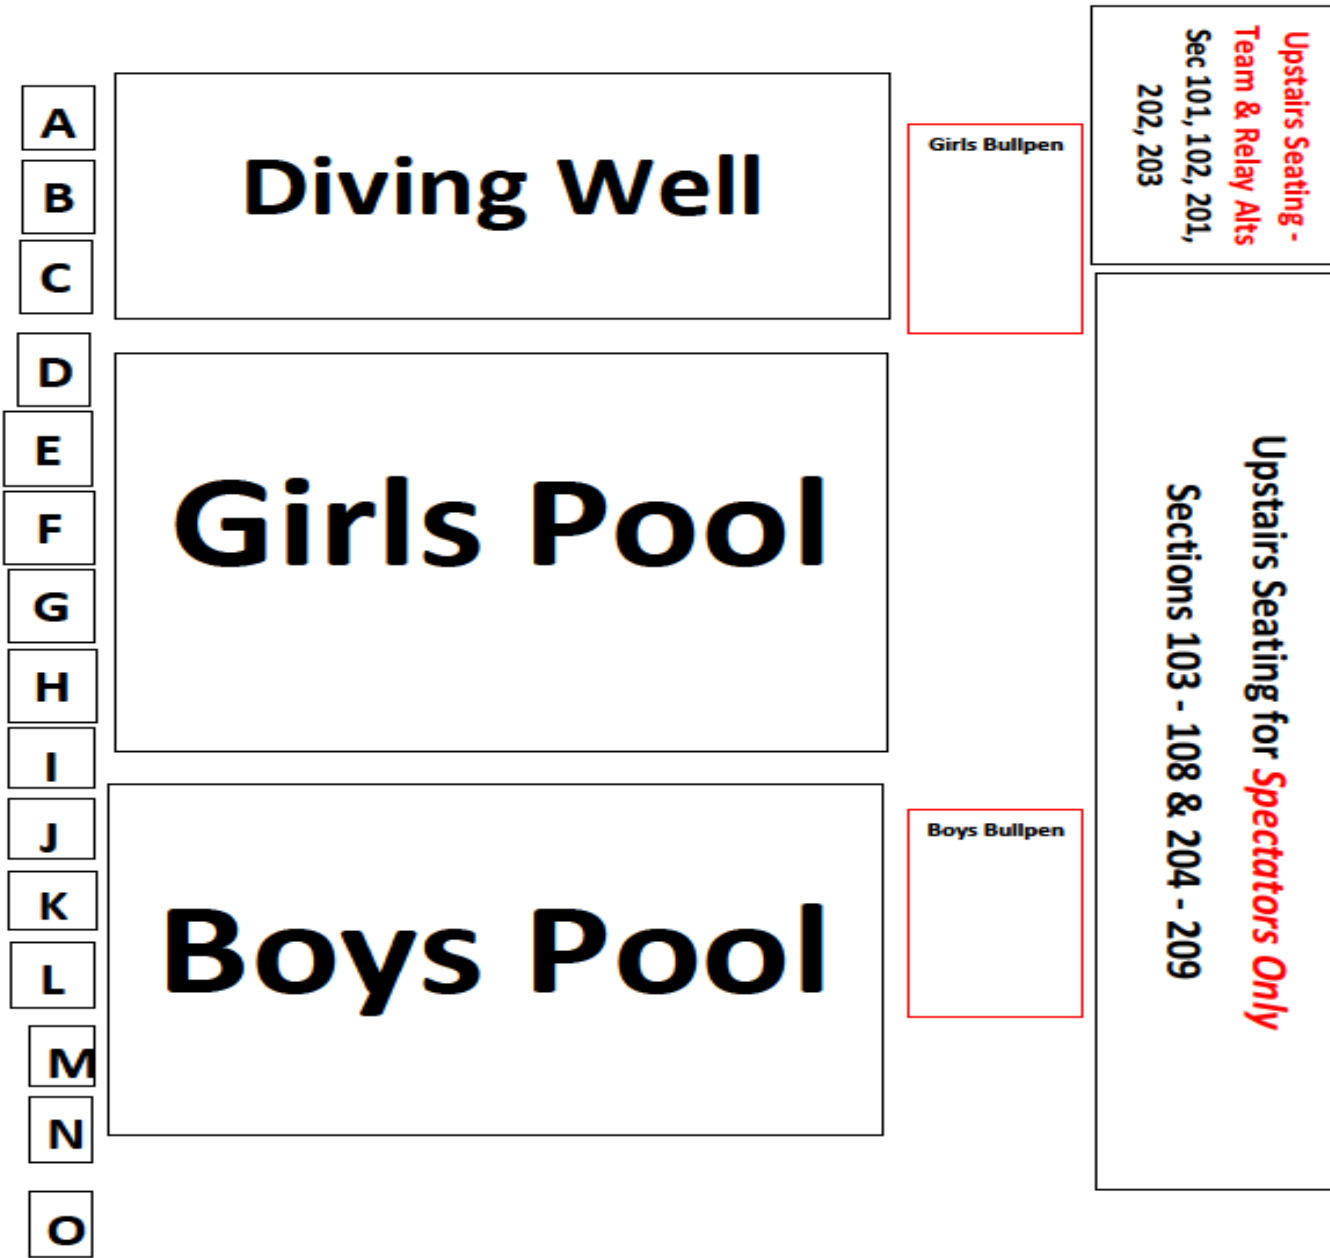 A
B
C
D
E
F
G
H
I
J
K
L
M
N
O
Diving Well
Girls Pool
Boys Pool
Girls Bullpen
Boys Bullpen
Upstairs Seating -
Team & Relay Alts
Sec 101, 102, 201,
202, 203
Upstairs Seating for Spectators Only
Sections 103 - 108 & 204 - 209